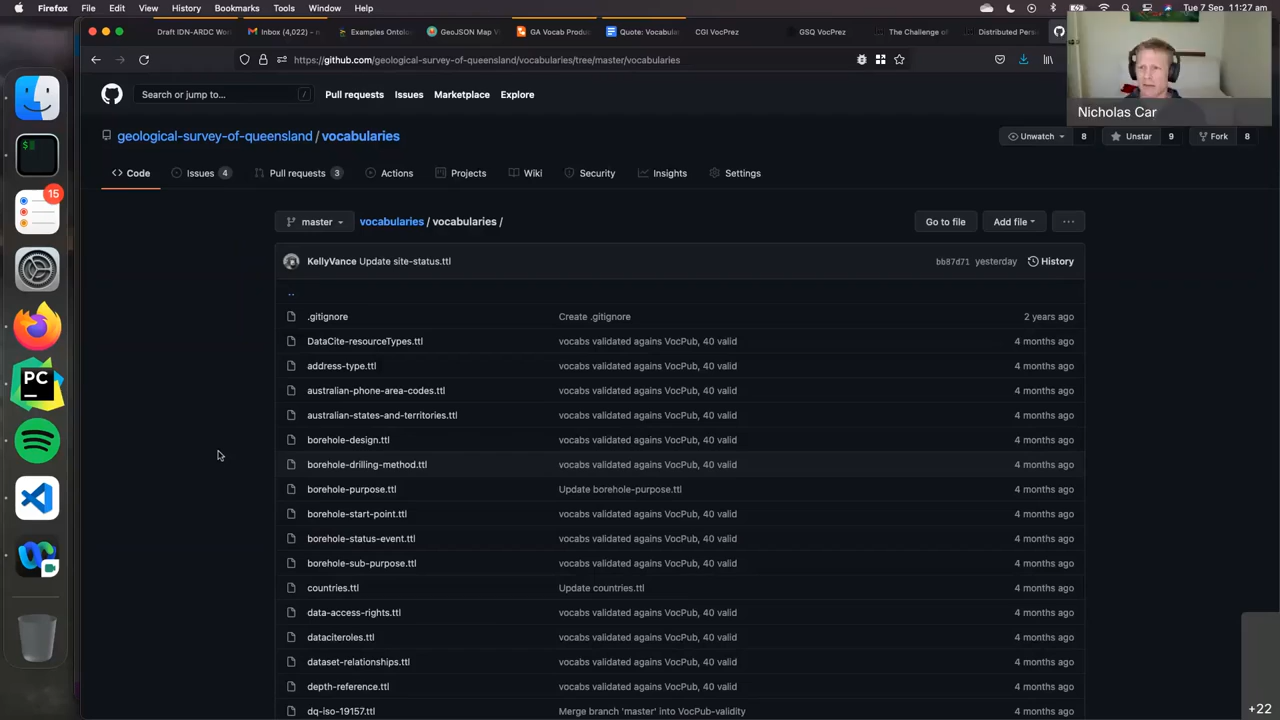 Firefox File Edit View History Bookmarks Tools Window Help Tue 7 Sep 11:27 am
Draft IDN-ARDC Wor Inbox (4,022) - n Examples Ontolo GeoJSON Map V GA Vocab Produ Quote: Vocabula CGI VocPrez GSQ VocPrez The Challenge of Distributed Perso
https://github.com/geological-survey-of-queensland/vocabularies/tree/master/vocabularies
Nicholas Car
Search or jump to... / Pull requests Issues Marketplace Explore
geological-survey-of-queensland / vocabularies Unwatch 8 Unstar 9 Fork 8
<> Code Issues 4 Pull requests 3 Actions Projects Wiki Security Insights Settings
master vocabularies / vocabularies / Go to file Add file ...
KellyVance Update site-status.ttl bb87d71 yesterday History
..
.gitignore Create .gitignore 2 years ago
DataCite-resourceTypes.ttl vocabs validated agains VocPub, 40 valid 4 months ago
address-type.ttl vocabs validated agains VocPub, 40 valid 4 months ago
australian-phone-area-codes.ttl vocabs validated agains VocPub, 40 valid 4 months ago
australian-states-and-territories.ttl vocabs validated agains VocPub, 40 valid 4 months ago
borehole-design.ttl vocabs validated agains VocPub, 40 valid 4 months ago
borehole-drilling-method.ttl vocabs validated agains VocPub, 40 valid 4 months ago
borehole-purpose.ttl Update borehole-purpose.ttl 4 months ago
borehole-start-point.ttl vocabs validated agains VocPub, 40 valid 4 months ago
borehole-status-event.ttl vocabs validated agains VocPub, 40 valid 4 months ago
borehole-sub-purpose.ttl vocabs validated agains VocPub, 40 valid 4 months ago
countries.ttl Update countries.ttl 4 months ago
data-access-rights.ttl vocabs validated agains VocPub, 40 valid 4 months ago
dataciteroles.ttl vocabs validated agains VocPub, 40 valid 4 months ago
dataset-relationships.ttl vocabs validated agains VocPub, 40 valid 4 months ago
depth-reference.ttl vocabs validated agains VocPub, 40 valid 4 months ago
dq-iso-19157.ttl Merge branch 'master' into VocPub-validity 4 months ago
15
PC
+22